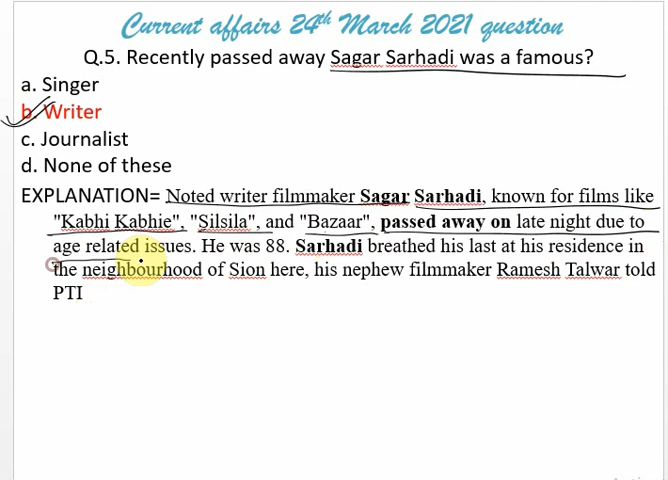 Current affairs 24th March 2021 question
Q.5. Recently passed away Sagar Sarhadi was a famous?
a. Singer
b. Writer
c. Journalist
d. None of these
EXPLANATION= Noted writer filmmaker Sagar Sarhadi, known for films like
"Kabhi Kabhie", "Silsila", and "Bazaar", passed away on late night due to
age related issues. He was 88. Sarhadi breathed his last at his residence in
the neighbourhood of Sion here, his nephew filmmaker Ramesh Talwar told
PTI